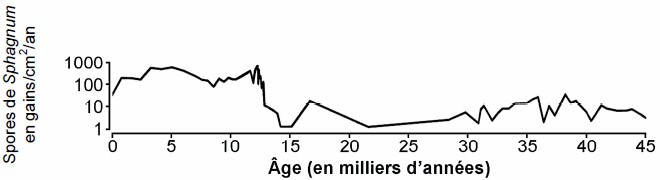 Spores de Sphagnum
en gains/cm²/an
1000
100
10
1
0 5 10 15 20 25 30 35 40 45
Âge (en milliers d'années)